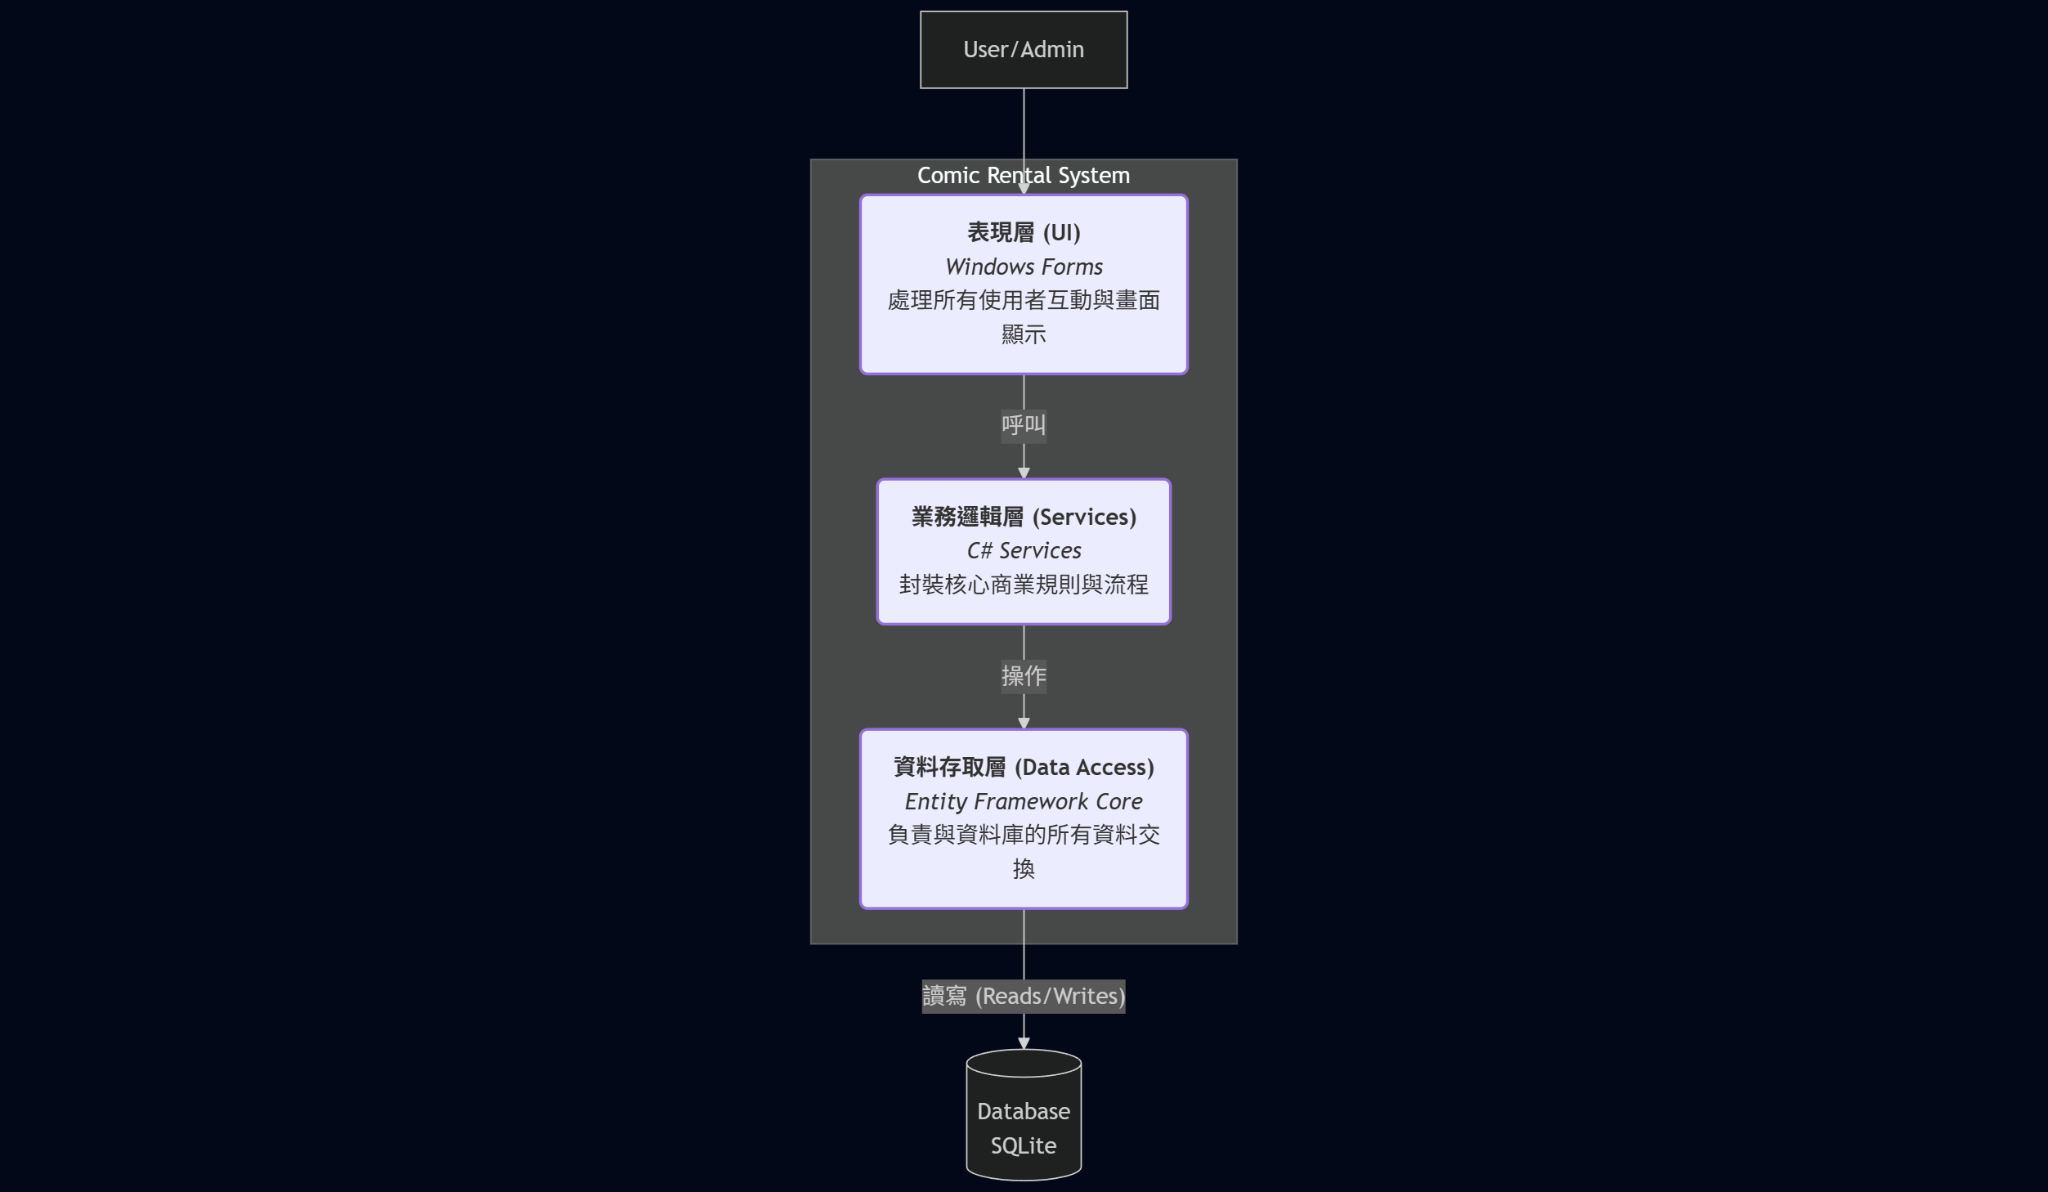 User/Admin
Comic Rental System
表現層 (UI)
Windows Forms
處理所有使用者互動與畫面
顯示
呼叫
業務邏輯層 (Services)
C# Services
封裝核心商業規則與流程
操作
資料存取層 (Data Access)
Entity Framework Core
負責與資料庫的所有資料交
換
讀寫 (Reads/Writes)
Database
SQLite